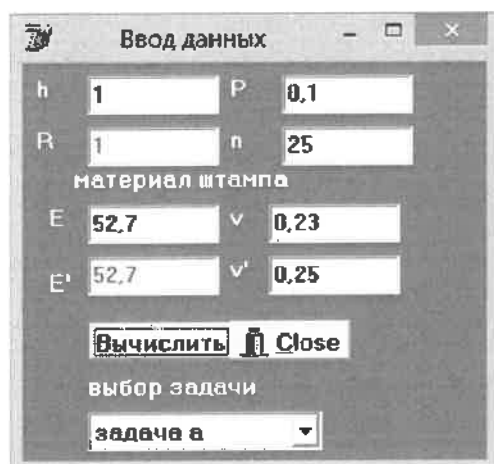 Ввод данных
h 1 P 0,1
R 1 n 25
материал штампа
E 52,7 v 0,23
E' 52,7 v' 0,25
Вычислить Close
выбор задачи
задача а